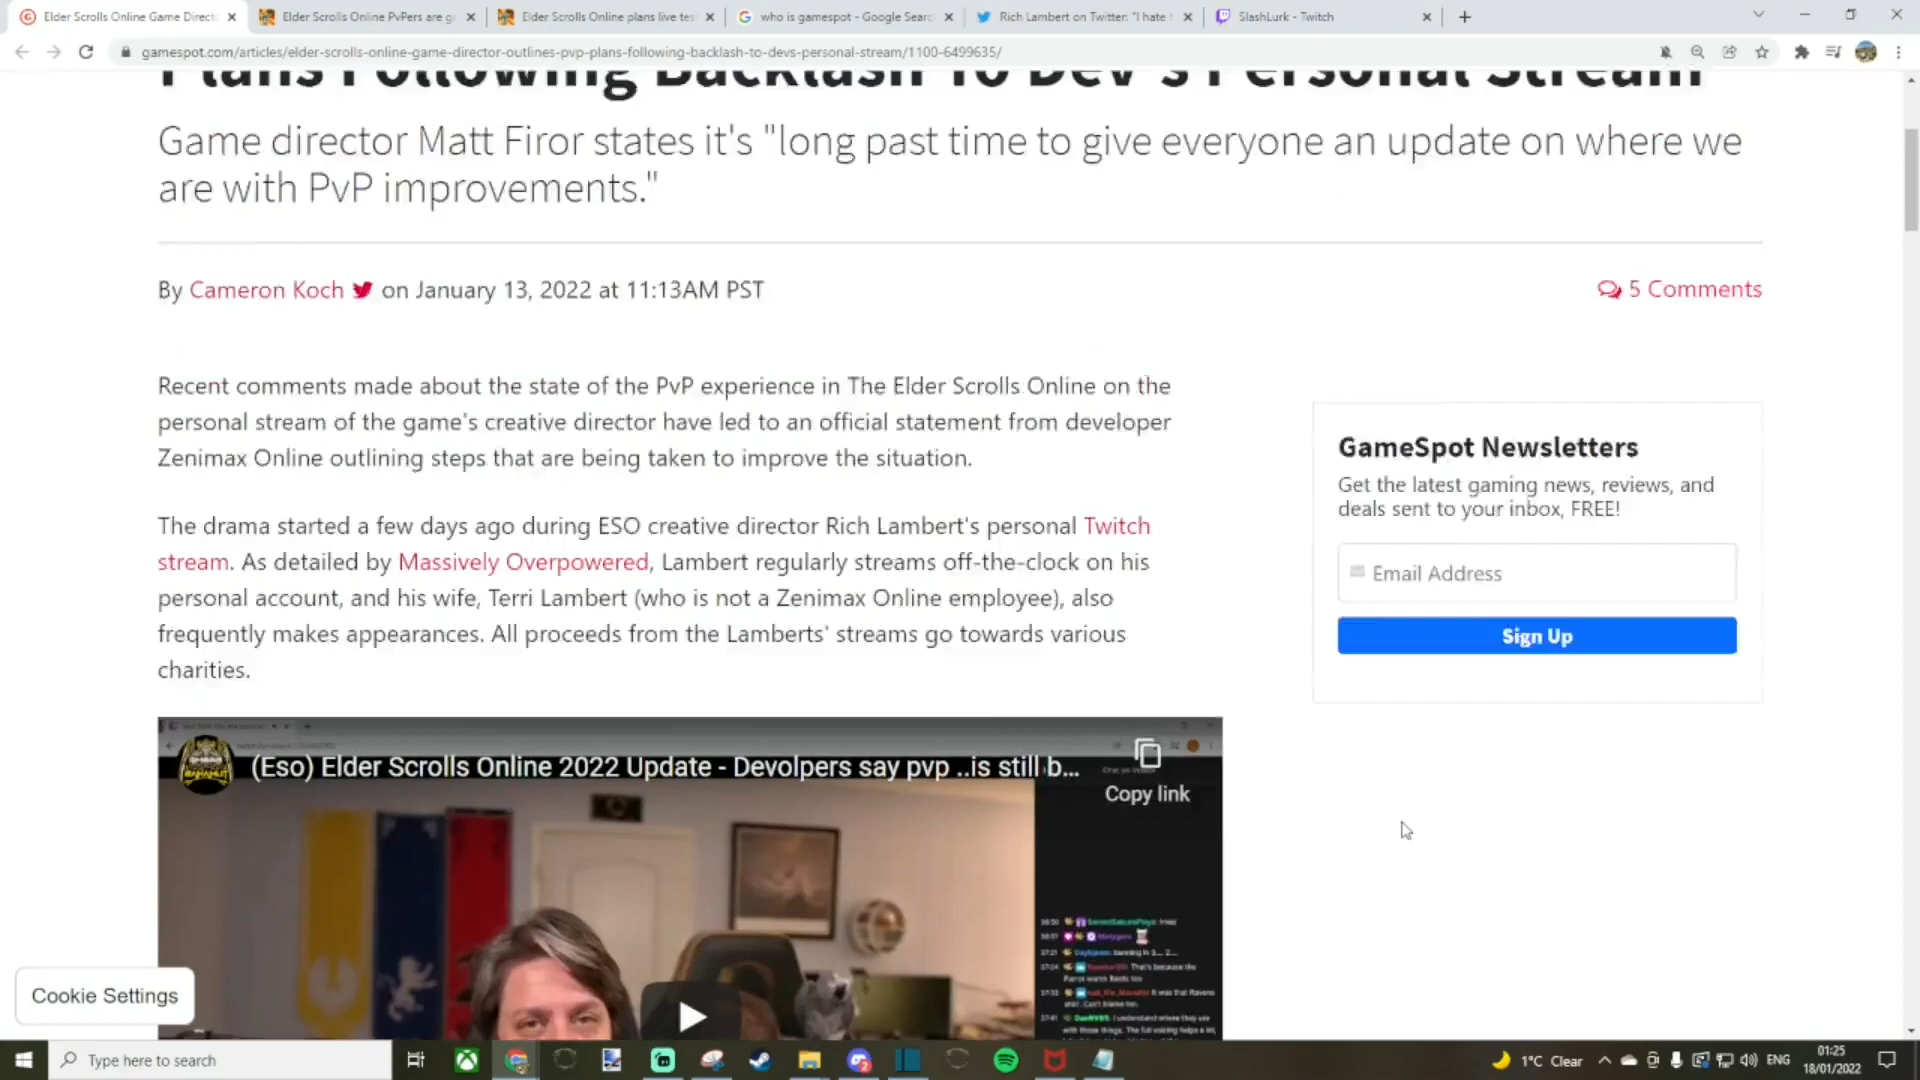 Elder Scrolls Online Game Direct
Elder Scrolls Online PvPers are g
Elder Scrolls Online plans live tes
who is gamespot - Google Searc
Rich Lambert on Twitter: "I hate t
SlashLurk - Twitch
gamespot.com/articles/elder-scrolls-online-game-director-outlines-pvp-plans-following-backlash-to-devs-personal-stream/1100-6499635/
Plans Following Backlash To Dev's Personal Stream
Game director Matt Firor states it's "long past time to give everyone an update on where we
are with PvP improvements."
By Cameron Koch on January 13, 2022 at 11:13AM PST
5 Comments
Recent comments made about the state of the PvP experience in The Elder Scrolls Online on the
personal stream of the game's creative director have led to an official statement from developer
Zenimax Online outlining steps that are being taken to improve the situation.
The drama started a few days ago during ESO creative director Rich Lambert's personal Twitch
stream. As detailed by Massively Overpowered, Lambert regularly streams off-the-clock on his
personal account, and his wife, Terri Lambert (who is not a Zenimax Online employee), also
frequently makes appearances. All proceeds from the Lamberts' streams go towards various
charities.
GameSpot Newsletters
Get the latest gaming news, reviews, and
deals sent to your inbox, FREE!
Email Address
Sign Up
(Eso) Elder Scrolls Online 2022 Update - Devolpers say pvp ..is still b...
Copy link
Cookie Settings
Type here to search
1°C Clear
ENG
01:25
18/01/2022